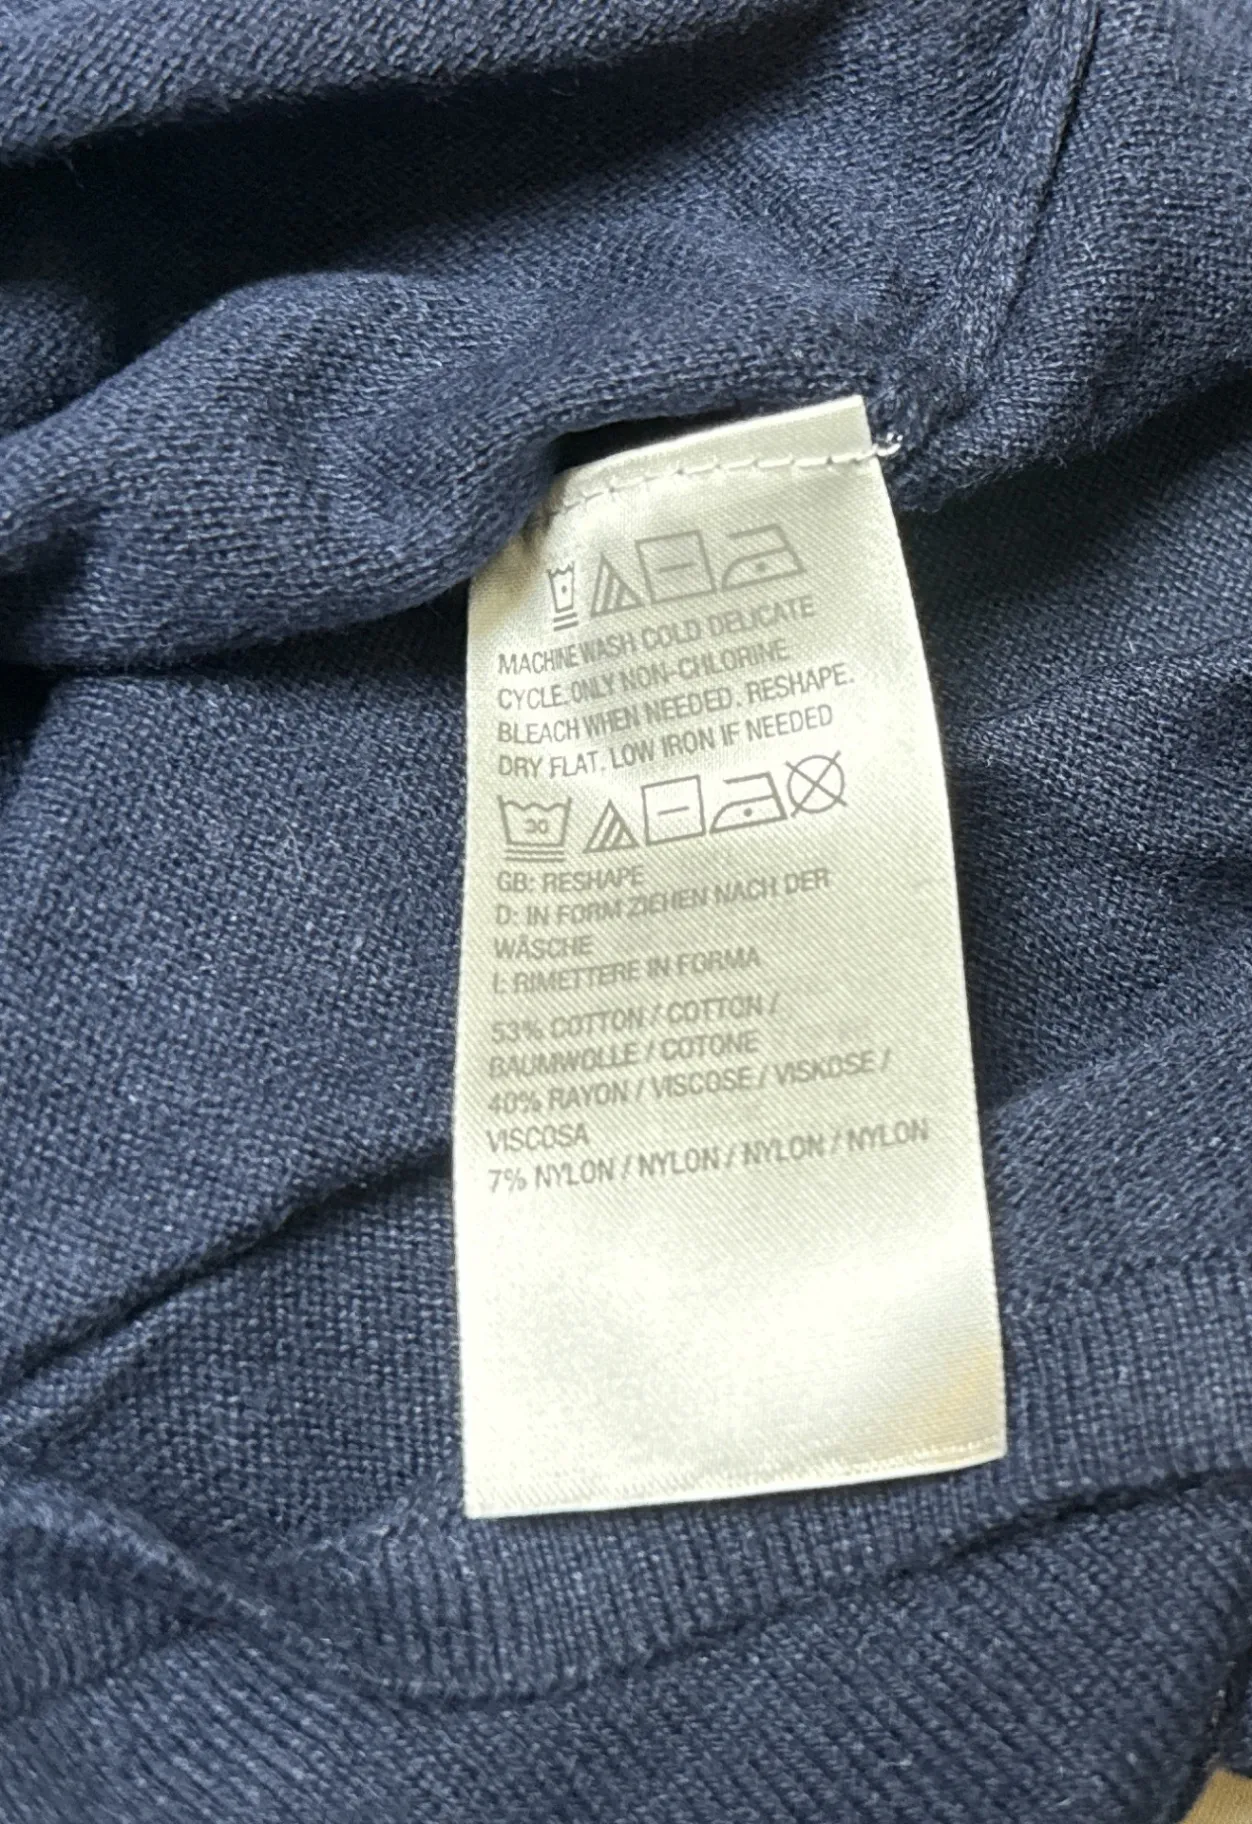 MACHINE WASH COLD DELICATE
CYCLE.ONLY NON-CHLORINE
BLEACH WHEN NEEDED. RESHAPE.
DRY FLAT. LOW IRON IF NEEDED
30
GB: RESHAPE
D: IN FORM ZIEHEN NACH DER
WÄSCHE
I: RIMETTERE IN FORMA
53% COTTON / COTTON /
BAUMWOLLE / COTONE
40% RAYON / VISCOSE / VISKOSE /
VISCOSA
7% NYLON / NYLON / NYLON / NYLON